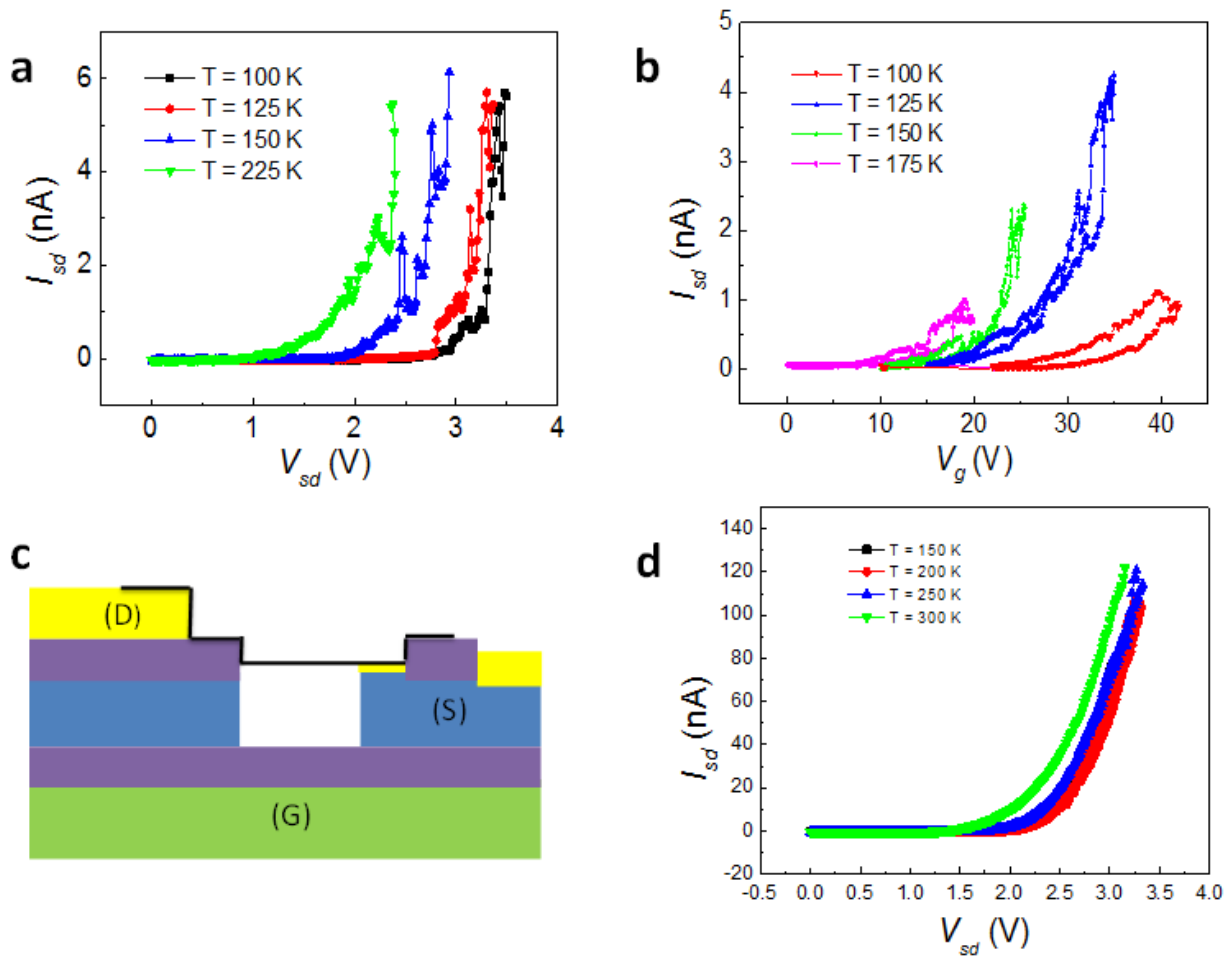 a
T = 100 K
T = 125 K
T = 150 K
T = 225 K
6
4
2
0
I_sd (nA)
0 1 2 3 4
V_sd (V)
b
T = 100 K
T = 125 K
T = 150 K
T = 175 K
5
4
3
2
1
0
I_sd (nA)
0 10 20 30 40
V_g (V)
c
(D)
(S)
(G)
d
T = 150 K
T = 200 K
T = 250 K
T = 300 K
140
120
100
80
60
40
20
0
-20
I_sd (nA)
-0.5 0.0 0.5 1.0 1.5 2.0 2.5 3.0 3.5 4.0
V_sd (V)